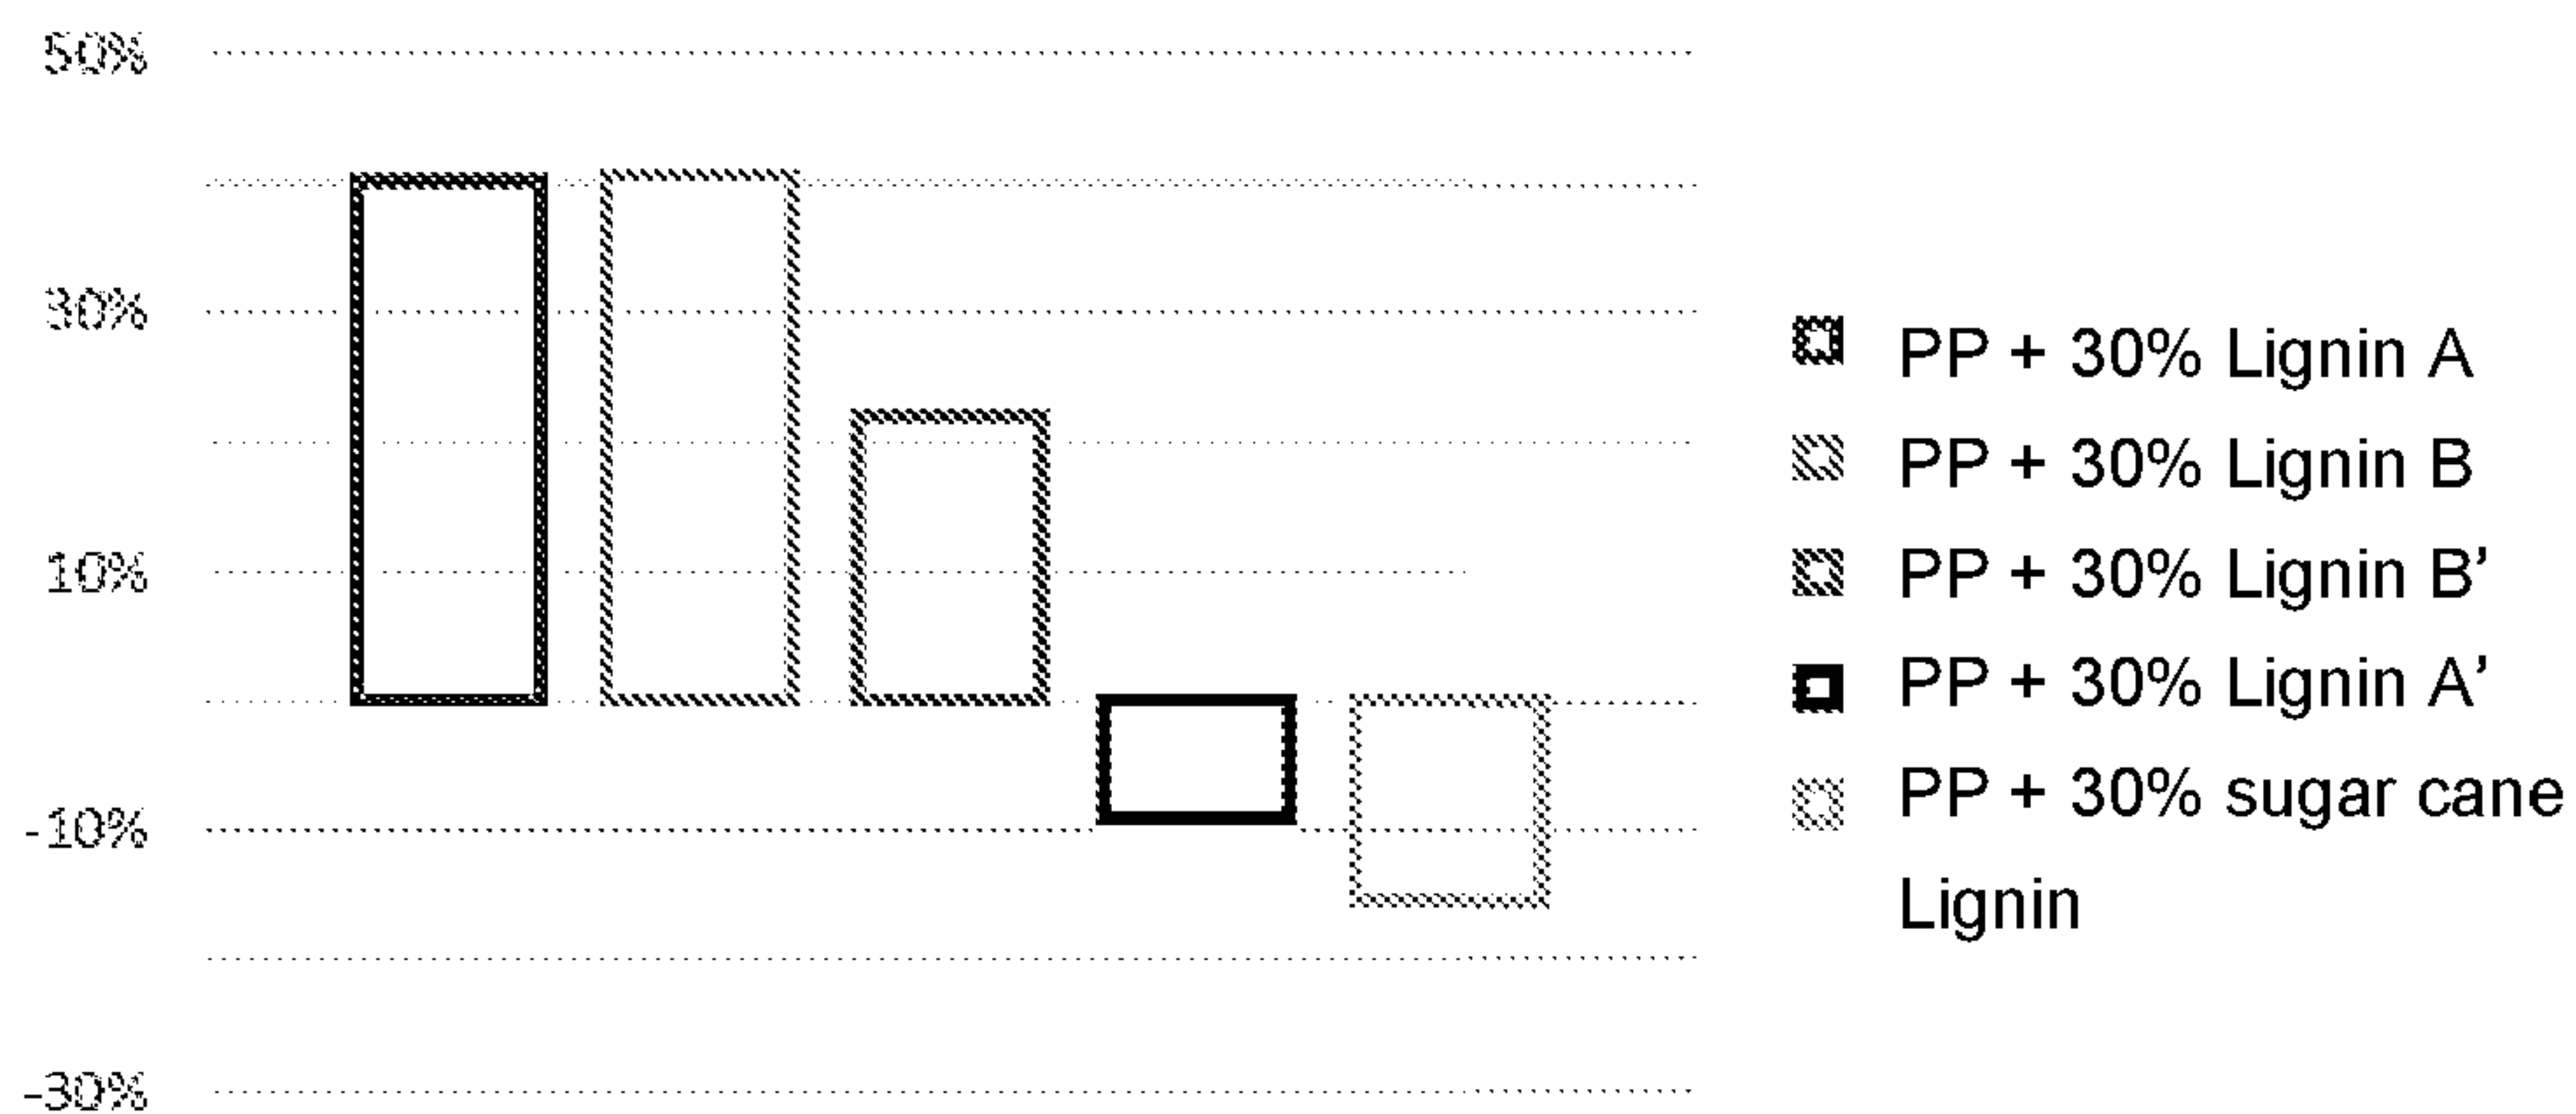 50%
30%
10%
-10%
-30%
PP + 30% Lignin A
PP + 30% Lignin B
PP + 30% Lignin B’
PP + 30% Lignin A’
PP + 30% sugar cane
Lignin